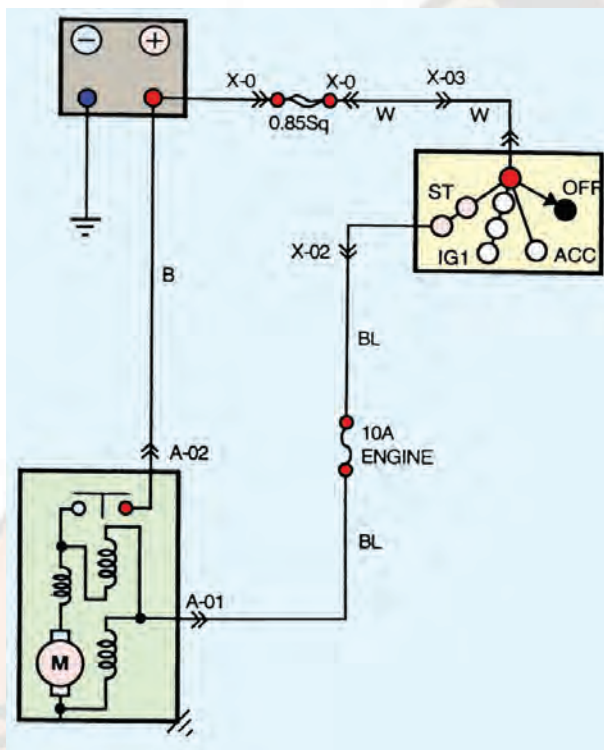 − +
X-0 X-0 X-03
0.85Sq W W
ST OFF
X-02 IG1 ACC
B
BL
10A
ENGINE
A-02
BL
A-01
M